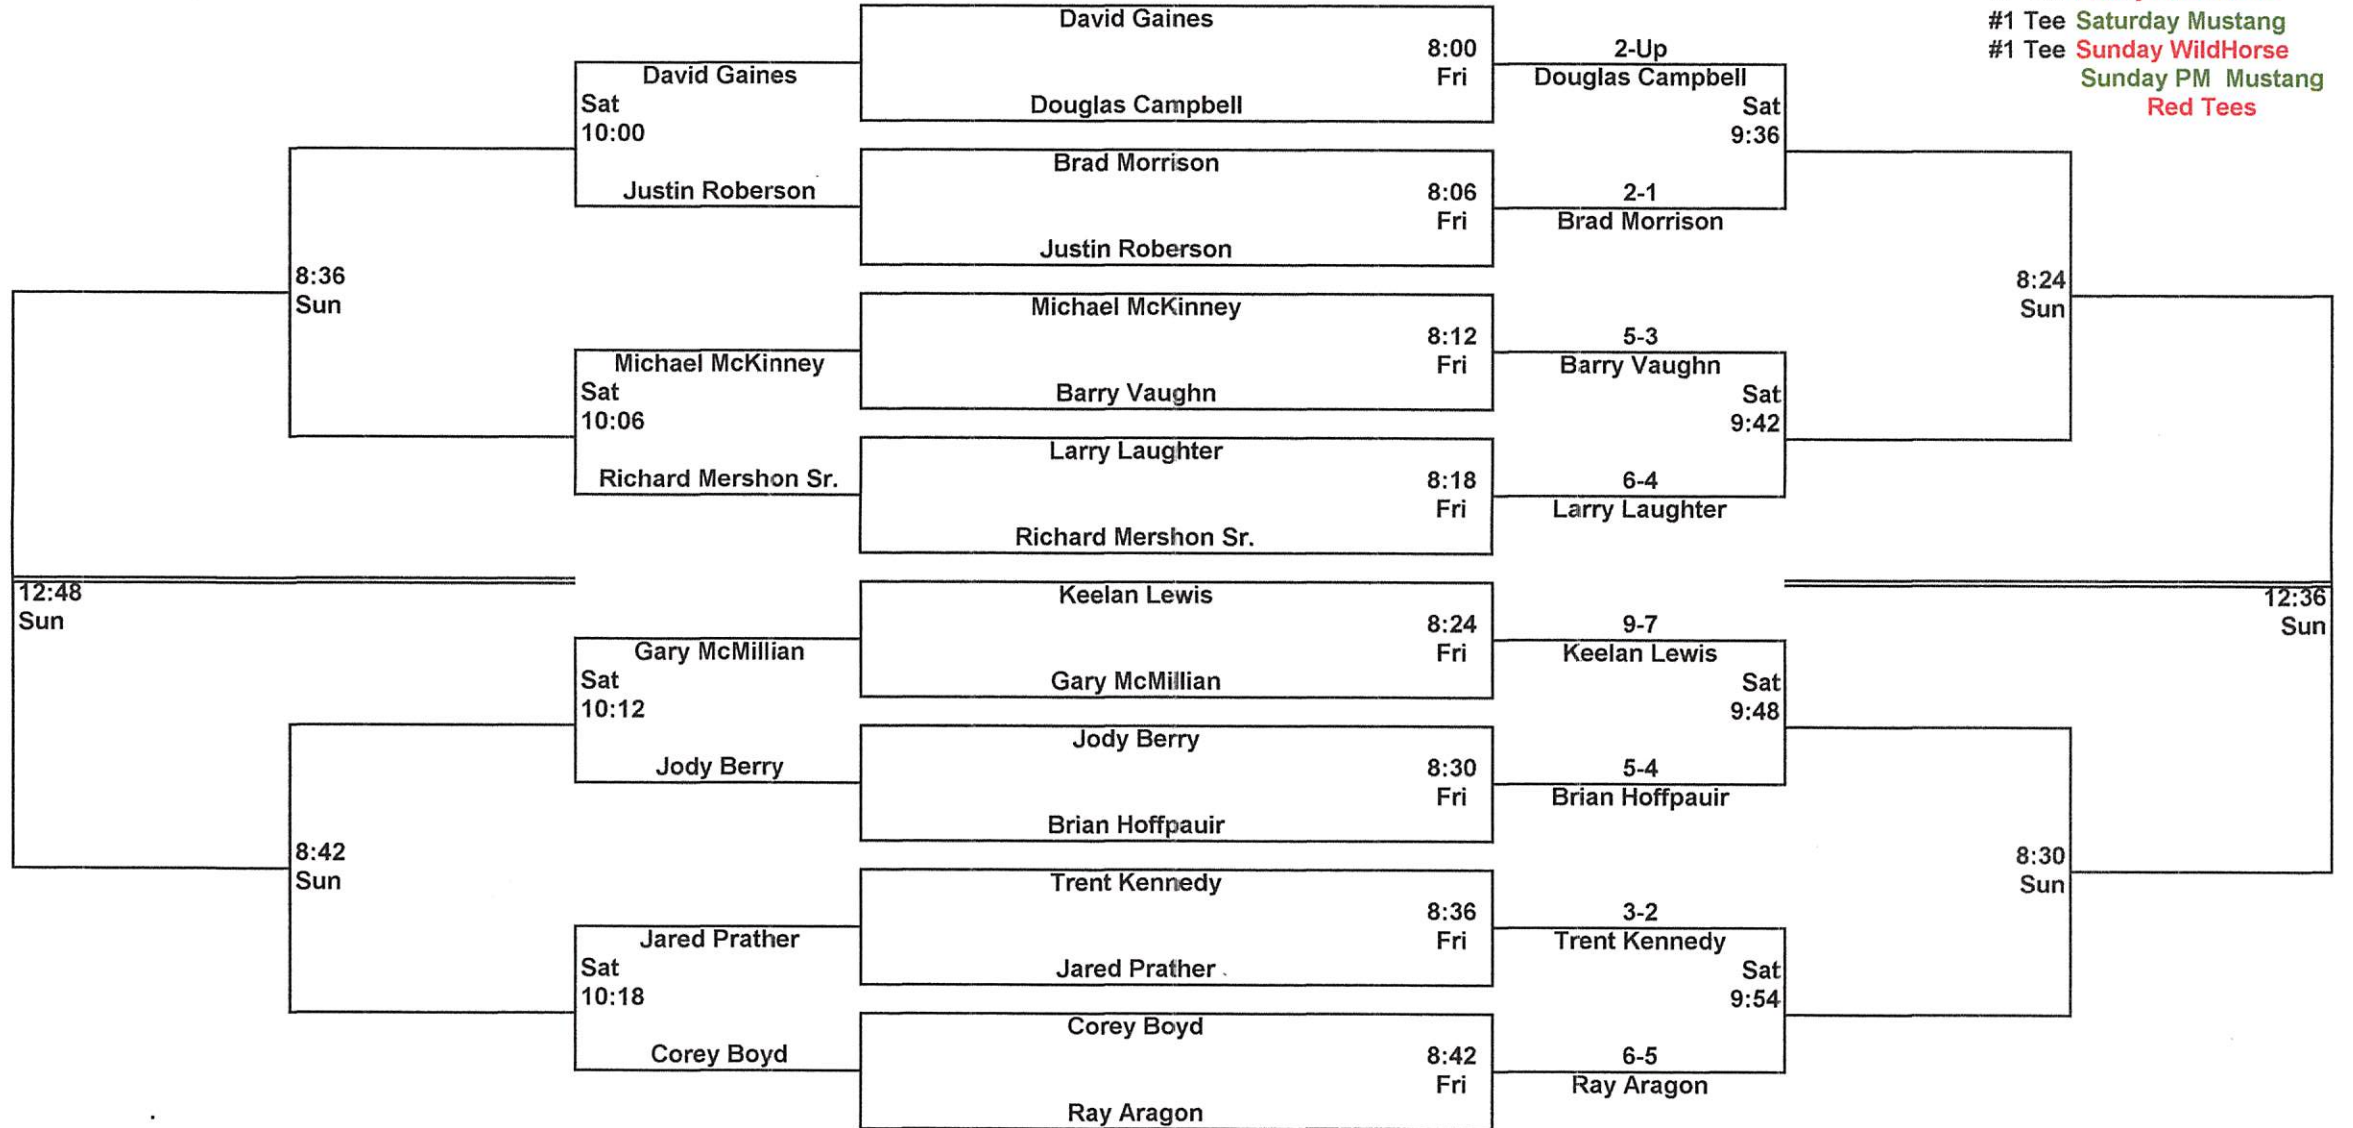 David Gaines
#1 Tee Saturday Mustang
8:00 2-Up #1 Tee Sunday WildHorse
David Gaines Fri Douglas Campbell Sunday PM Mustang
Sat Douglas Campbell Sat Red Tees
10:00 9:36
Brad Morrison
Justin Roberson 8:06 2-1
Fri Brad Morrison
Justin Roberson
8:36 8:24
Sun Michael McKinney Sun
8:12 5-3
Michael McKinney Fri Barry Vaughn
Sat Barry Vaughn Sat
10:06 9:42
Larry Laughter
Richard Mershon Sr. 8:18 6-4
Fri Larry Laughter
Richard Mershon Sr.
12:48 Keelan Lewis 12:36
Sun 8:24 9-7 Sun
Gary McMillian Fri Keelan Lewis
Sat Gary McMillian Sat
10:12 9:48
Jody Berry
Jody Berry 8:30 5-4
Fri Brian Hoffpauir
Brian Hoffpauir
8:42 8:30
Sun Trent Kennedy Sun
8:36 3-2
Jared Prather Fri Trent Kennedy
Sat Jared Prather Sat
10:18 9:54
Corey Boyd
Corey Boyd 8:42 6-5
Fri Ray Aragon
Ray Aragon